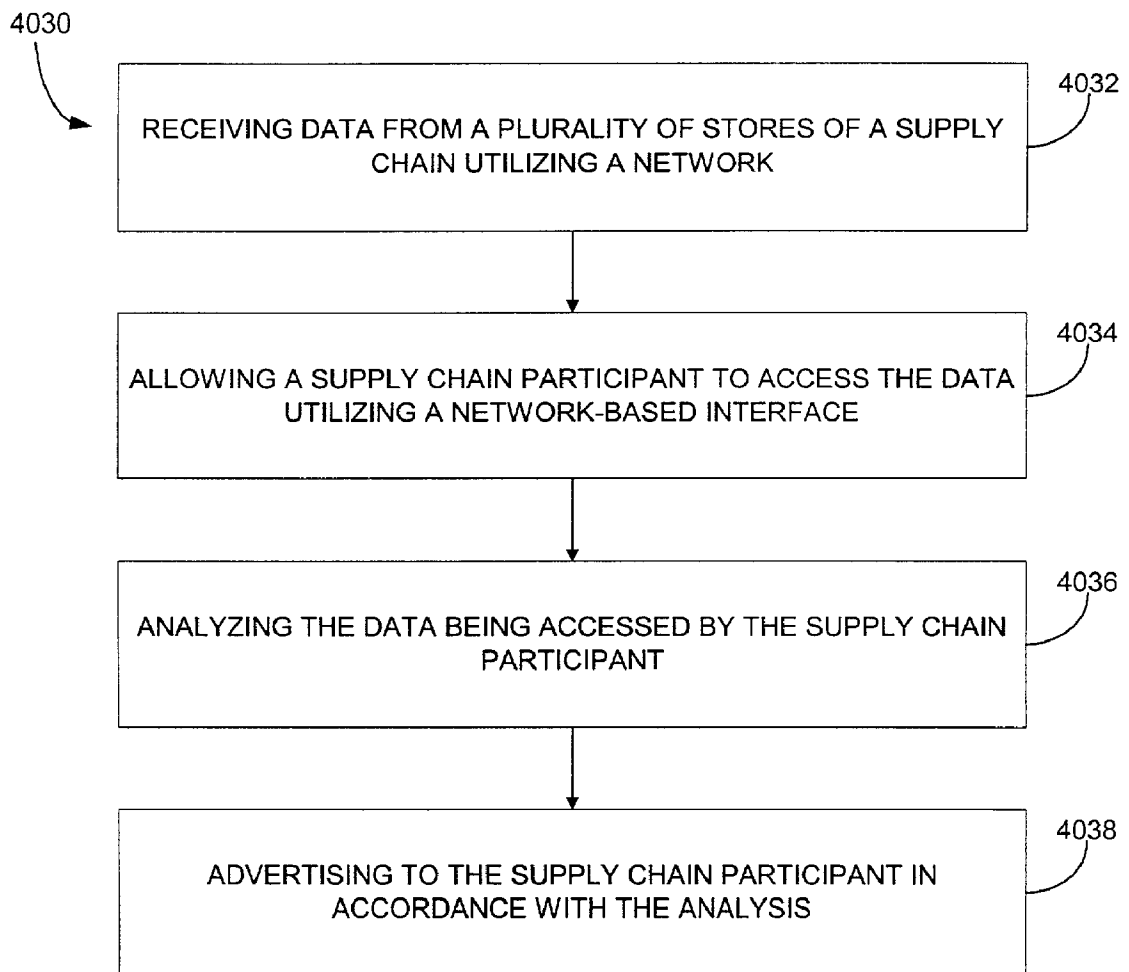 4030
4032
RECEIVING DATA FROM A PLURALITY OF STORES OF A SUPPLY
CHAIN UTILIZING A NETWORK
4034
ALLOWING A SUPPLY CHAIN PARTICIPANT TO ACCESS THE DATA
UTILIZING A NETWORK-BASED INTERFACE
4036
ANALYZING THE DATA BEING ACCESSED BY THE SUPPLY CHAIN
PARTICIPANT
4038
ADVERTISING TO THE SUPPLY CHAIN PARTICIPANT IN
ACCORDANCE WITH THE ANALYSIS